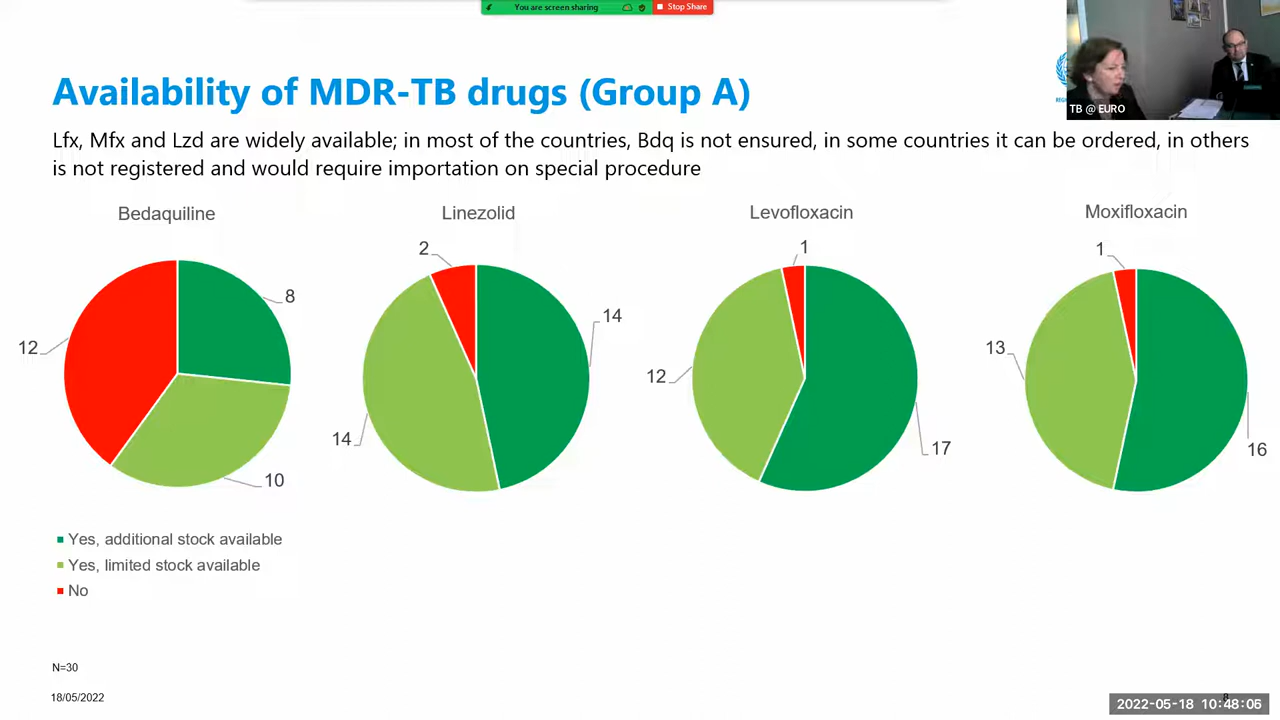 You are screen sharing
Stop Share
Availability of MDR-TB drugs (Group A)
TB @ EURO
Lfx, Mfx and Lzd are widely available; in most of the countries, Bdq is not ensured, in some countries it can be ordered, in others
is not registered and would require importation on special procedure
Bedaquiline
Linezolid
Levofloxacin
Moxifloxacin
8
12
10
2
14
14
1
12
17
1
13
16
Yes, additional stock available
Yes, limited stock available
No
N=30
18/05/2022
8
2022-05-18 10:48:06